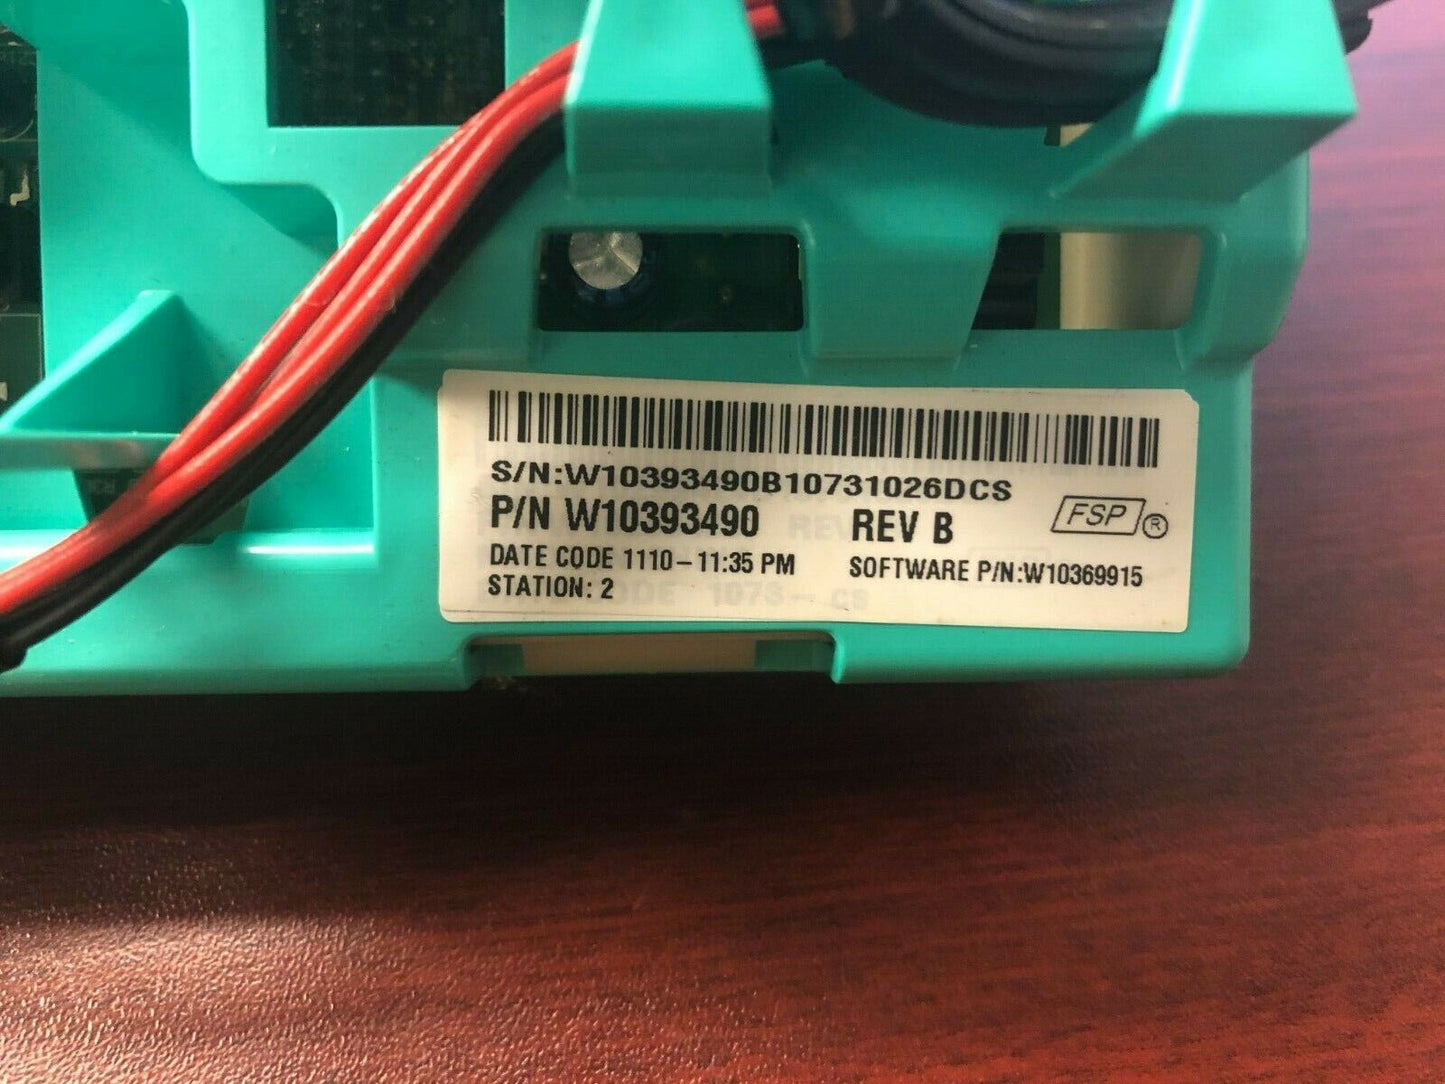 S/N:W10393490B10731026DCS
P/N W10393490 REV B FSP ®
DATE CODE 1110-11:35 PM SOFTWARE P/N:W10369915
STATION: 2